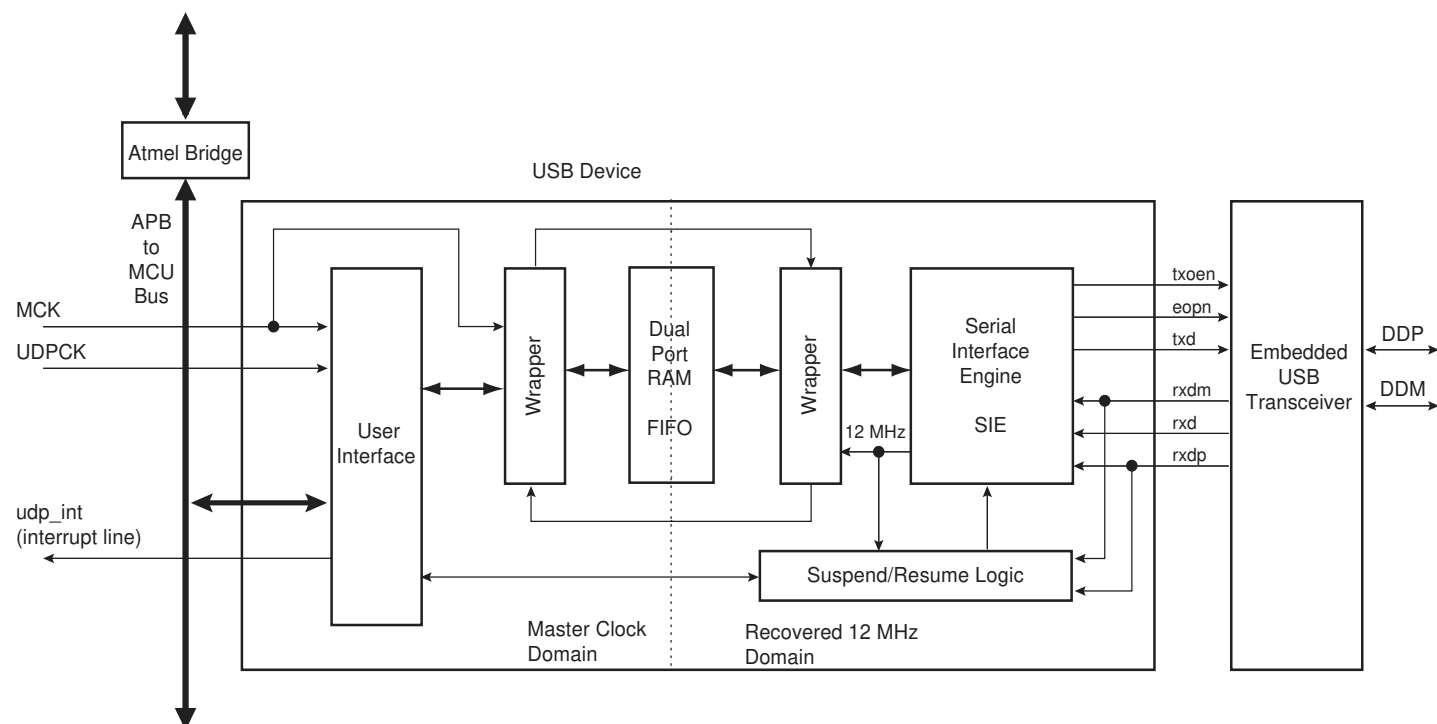 Atmel Bridge
USB Device
APB
to
MCU
Bus
MCK
UDPCK
udp_int
(interrupt line)
User
Interface
Wrapper
Dual
Port
RAM
FIFO
Wrapper
12 MHz
Serial
Interface
Engine
SIE
Suspend/Resume Logic
Master Clock
Domain
Recovered 12 MHz
Domain
txoen
eopn
txd
rxdm
rxd
rxdp
Embedded
USB
Transceiver
DDP
DDM